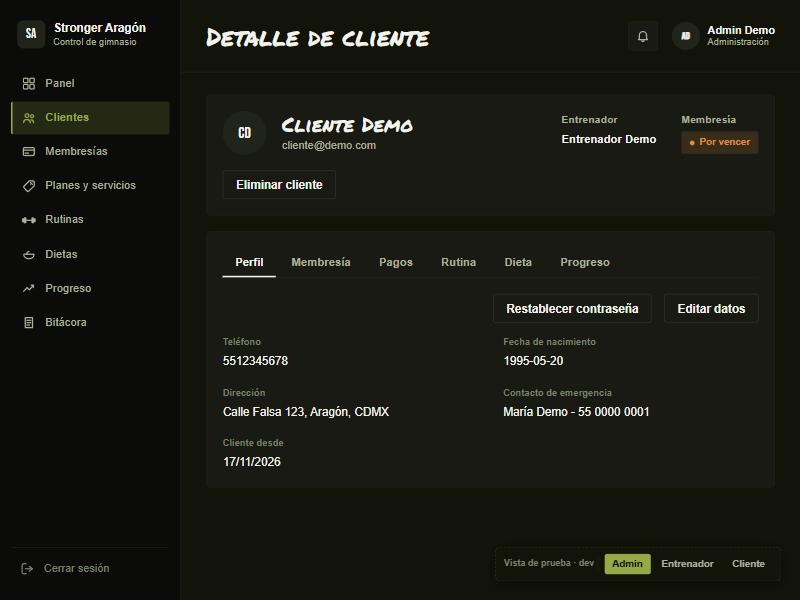 SA
Stronger Aragón
Control de gimnasio
Panel
Clientes
Membresías
Planes y servicios
Rutinas
Dietas
Progreso
Bitácora
Cerrar sesión
Detalle de cliente
AD
Admin Demo
Administración
CD
Cliente Demo
cliente@demo.com
Entrenador
Entrenador Demo
Membresía
Por vencer
Eliminar cliente
Perfil Membresía Pagos Rutina Dieta Progreso
Restablecer contraseña Editar datos
Teléfono
5512345678
Fecha de nacimiento
1995-05-20
Dirección
Calle Falsa 123, Aragón, CDMX
Contacto de emergencia
María Demo - 55 0000 0001
Cliente desde
17/11/2026
Vista de prueba · dev Admin Entrenador Cliente